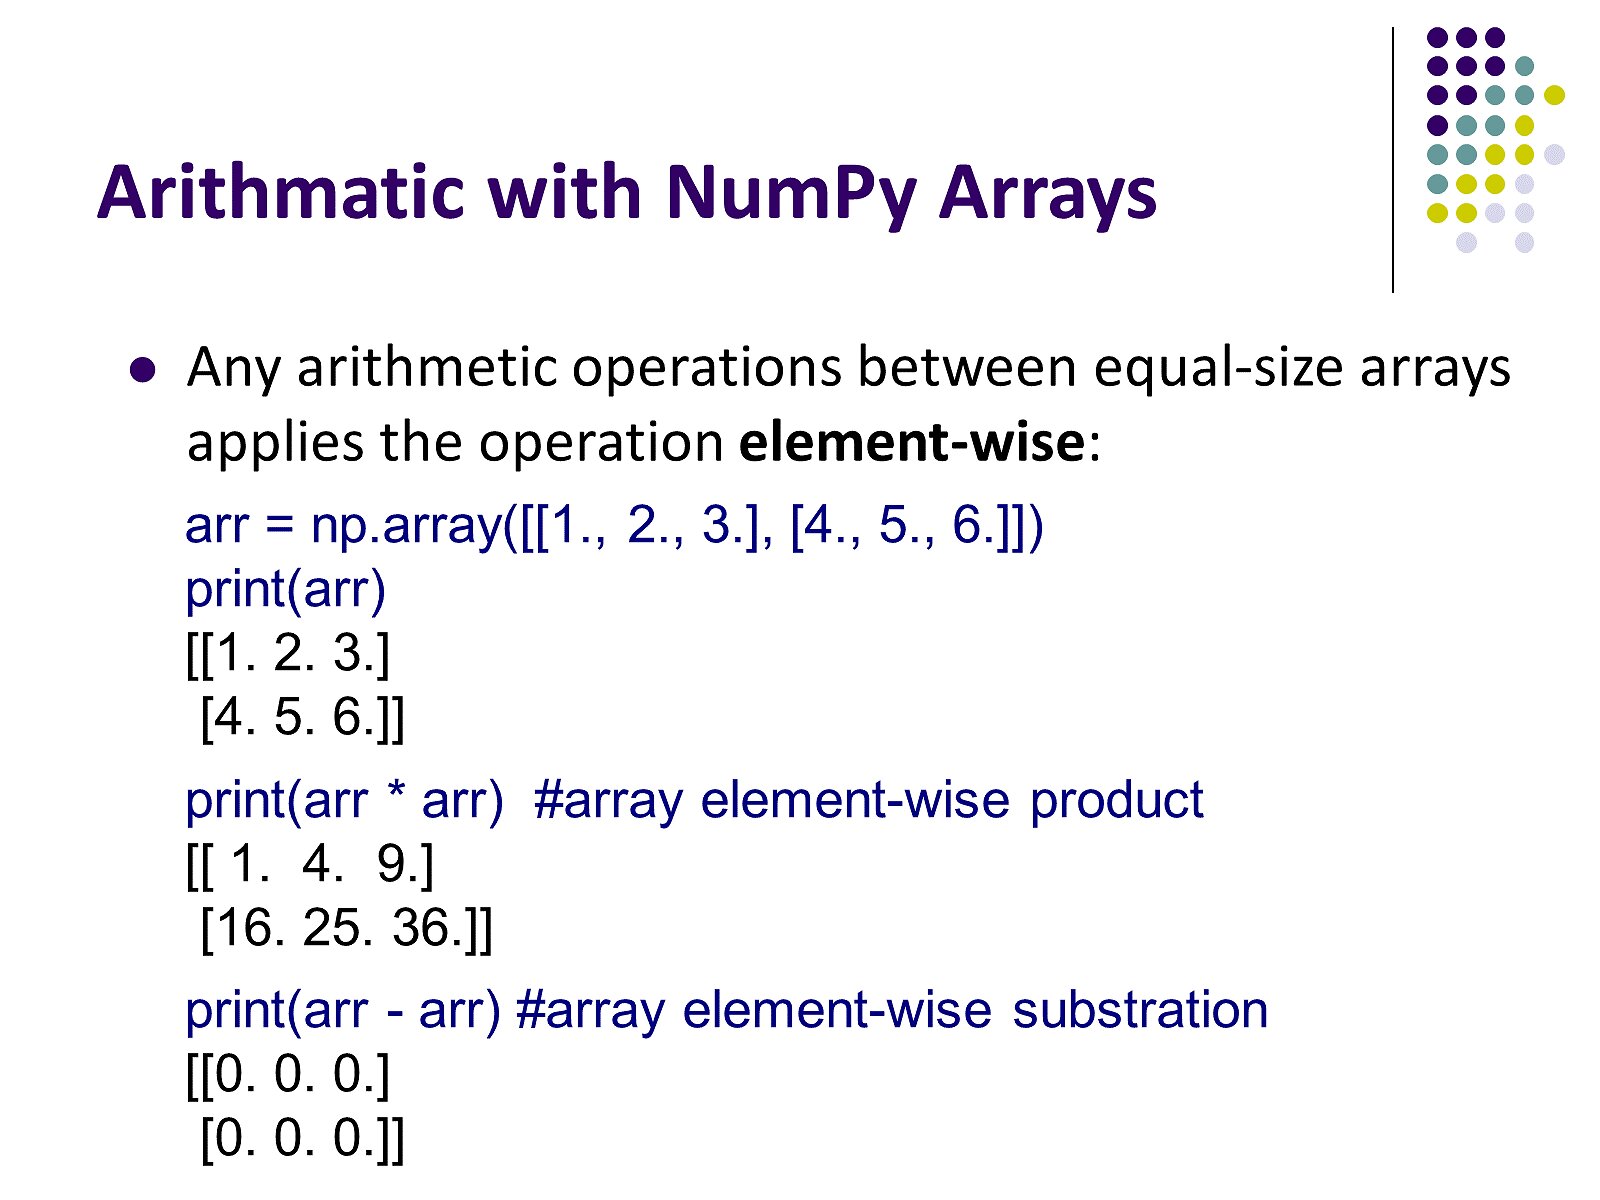 Arithmatic with NumPy Arrays
Any arithmetic operations between equal-size arrays
applies the operation element-wise:
arr = np.array([[1., 2., 3.], [4., 5., 6.]])
print(arr)
[[1. 2. 3.]
 [4. 5. 6.]]
print(arr * arr)  #array element-wise product
[[ 1.  4.  9.]
 [16. 25. 36.]]
print(arr - arr) #array element-wise substration
[[0. 0. 0.]
 [0. 0. 0.]]